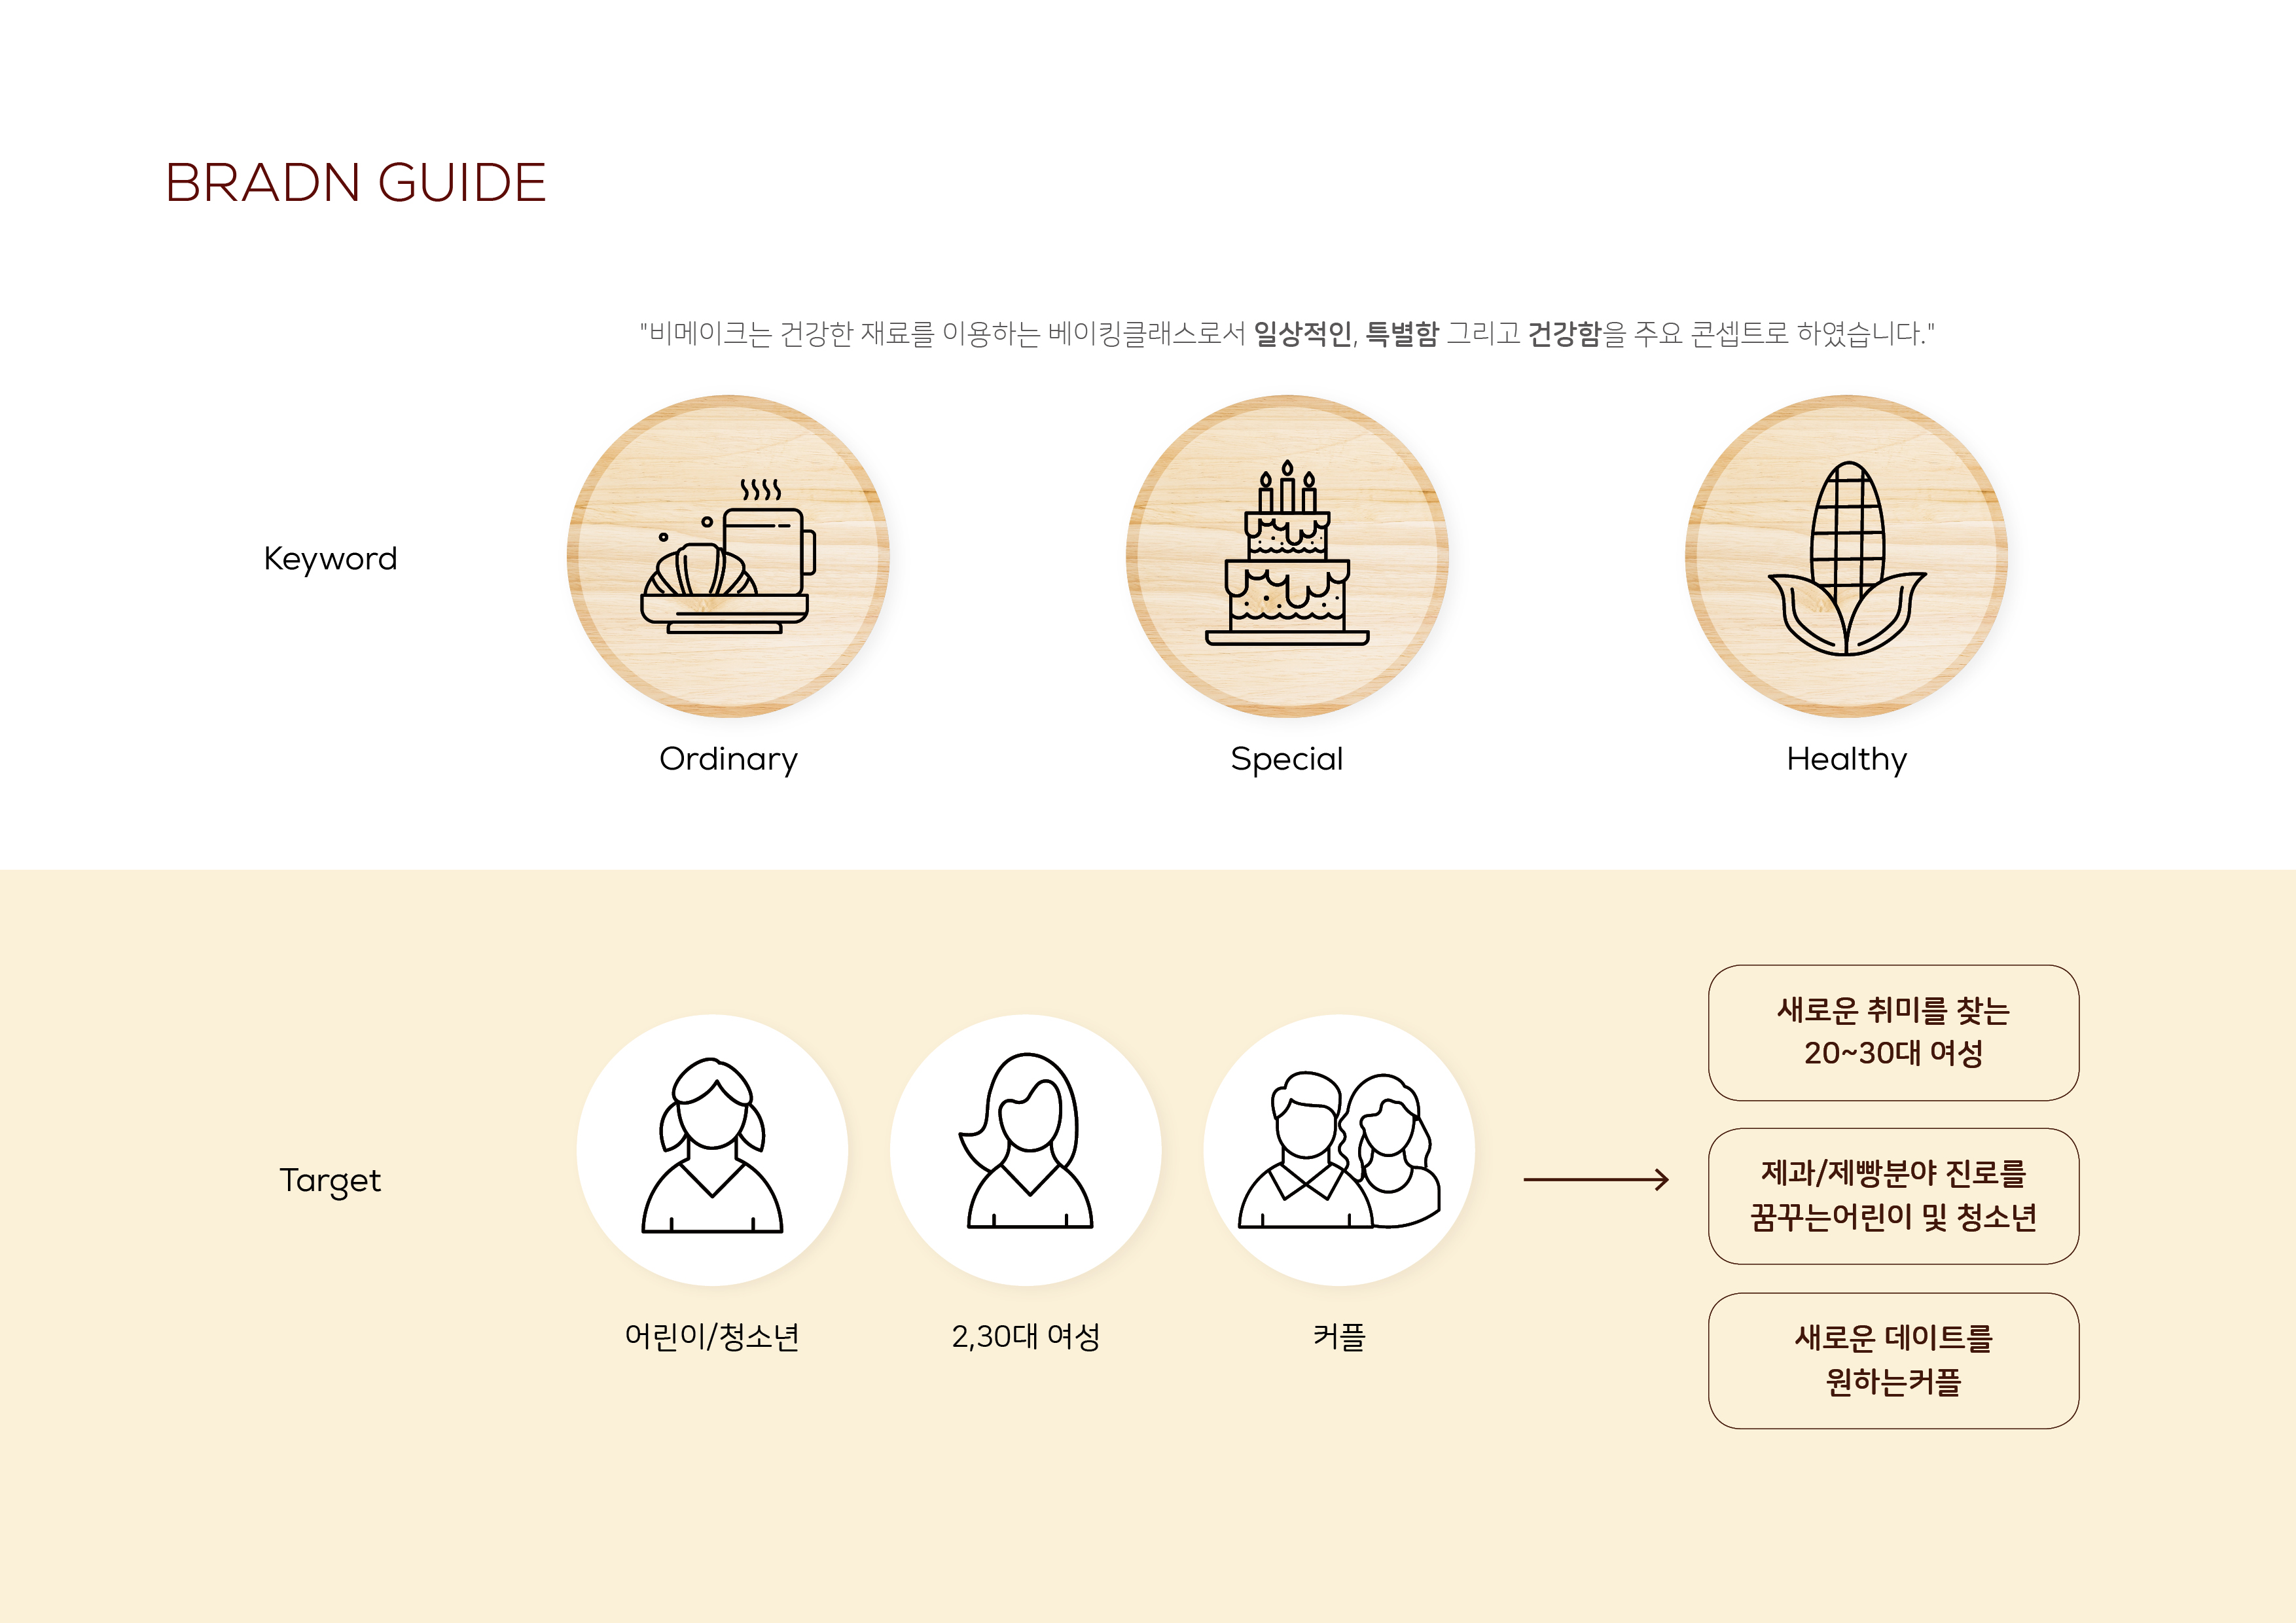 BRADN GUIDE
"비메이크는 건강한 재료를 이용하는 베이킹클래스로서 일상적인, 특별함 그리고 건강함을 주요 콘셉트로 하였습니다."
Keyword
Ordinary
Special
Healthy
Target
어린이/청소년
2,30대 여성
커플
새로운 취미를 찾는
20~30대 여성
제과/제빵분야 진로를
꿈꾸는어린이 및 청소년
새로운 데이트를
원하는커플